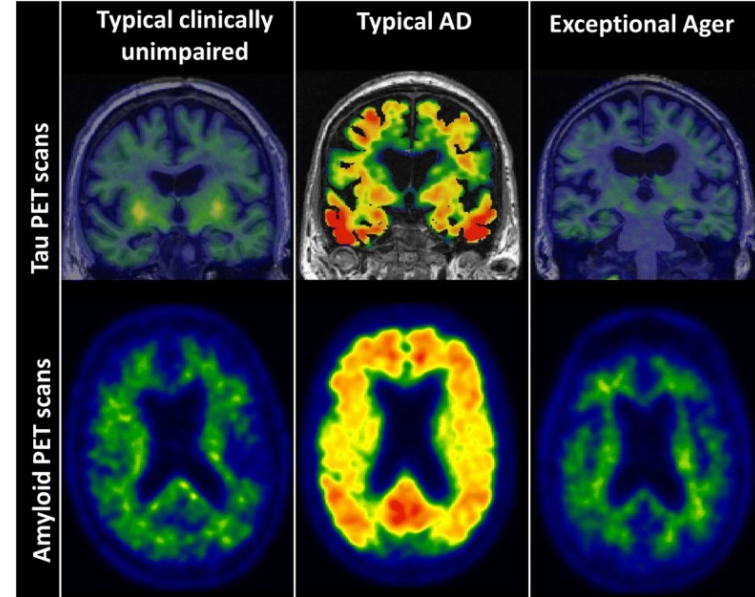 Typical clinically
unimpaired
Typical AD
Exceptional Ager
Tau PET scans
Amyloid PET scans